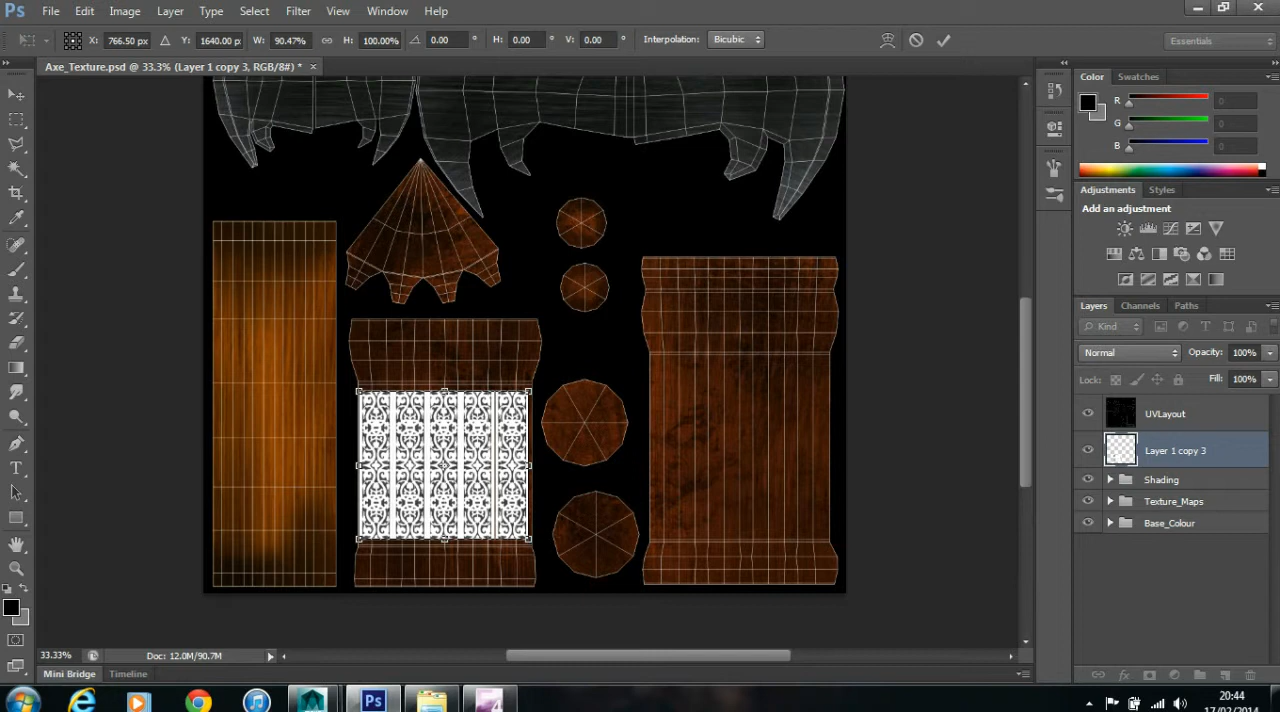 Ps File Edit Image Layer Type Select Filter View Window Help
X: 766.50 px Y: 1640.00 px W: 90.47% H: 100.00% 0.00 ° H: 0.00 ° V: 0.00 ° Interpolation: Bicubic Essentials
Axe_Texture.psd @ 33.3% (Layer 1 copy 3, RGB/8#) * ×
Color Swatches
R 0
G 0
B 0
Adjustments Styles
Add an adjustment
Layers Channels Paths
Kind
Normal Opacity: 100%
Lock: Fill: 100%
UVLayout
Layer 1 copy 3
Shading
Texture_Maps
Base_Colour
33.33% Doc: 12.0M/90.7M
Mini Bridge Timeline
Ps
20:44
17/02/2014